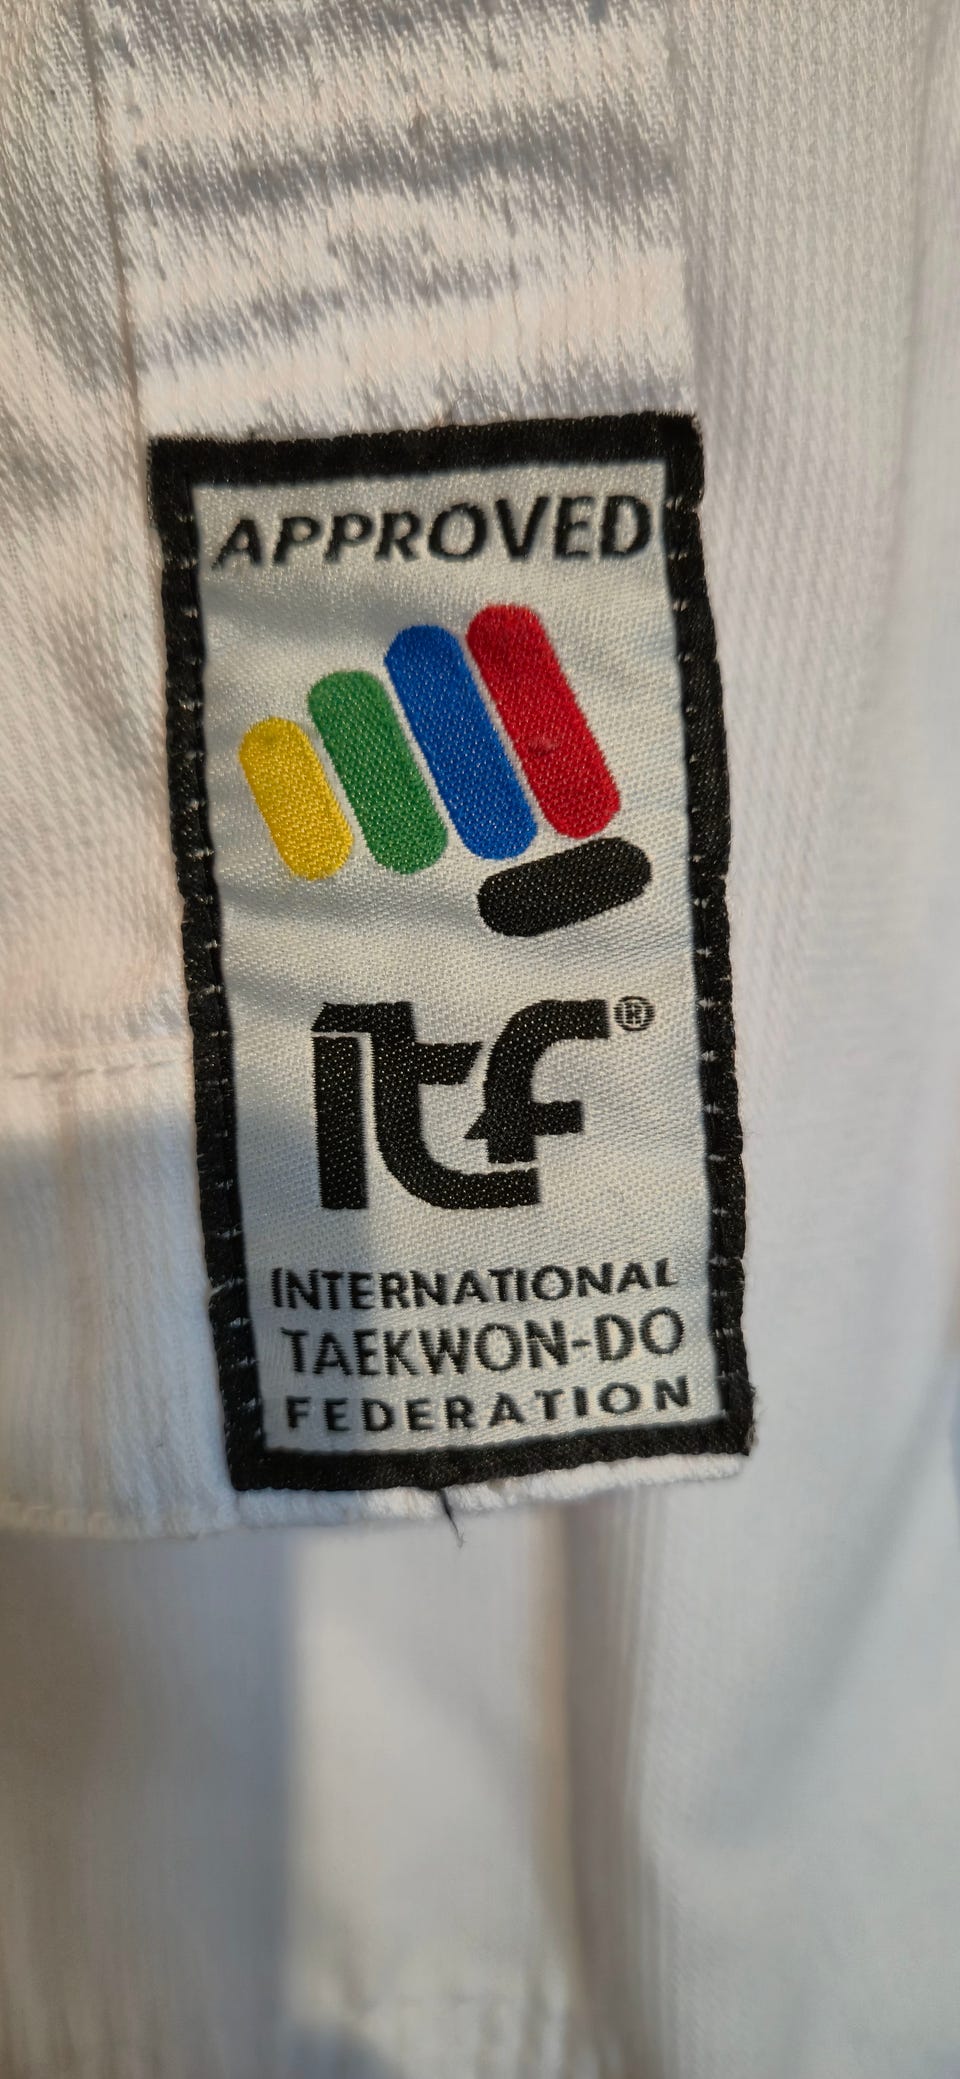 APPROVED
itf®
INTERNATIONAL
TAEKWON-DO
FEDERATION